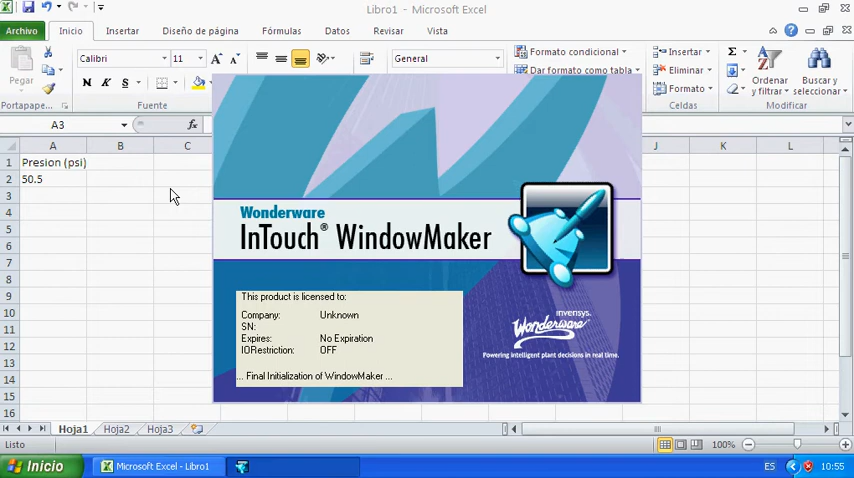 Libro1 - Microsoft Excel
Archivo Inicio Insertar Diseño de página Fórmulas Datos Revisar Vista
Calibri 11 General Formato condicional Insertar Σ
Pegar N K S Dar formato como tabla Eliminar Ordenar y filtrar Buscar y seleccionar
Formato
Portapape... Fuente Celdas Modificar
A3 fx
A B C J K L
1 Presion (psi)
2 50.5
3
4
5
6
7
8
9
10
11
12
13
14
15
16
Wonderware
InTouch® WindowMaker
This product is licensed to:
Company: Unknown
SN:
Expires: No Expiration
IORestriction: OFF
... Final Initialization of WindowMaker ...
invensys.
Wonderware
Powering intelligent plant decisions in real time.
Hoja1 Hoja2 Hoja3
Listo 100%
Inicio Microsoft Excel - Libro1 ES 10:55